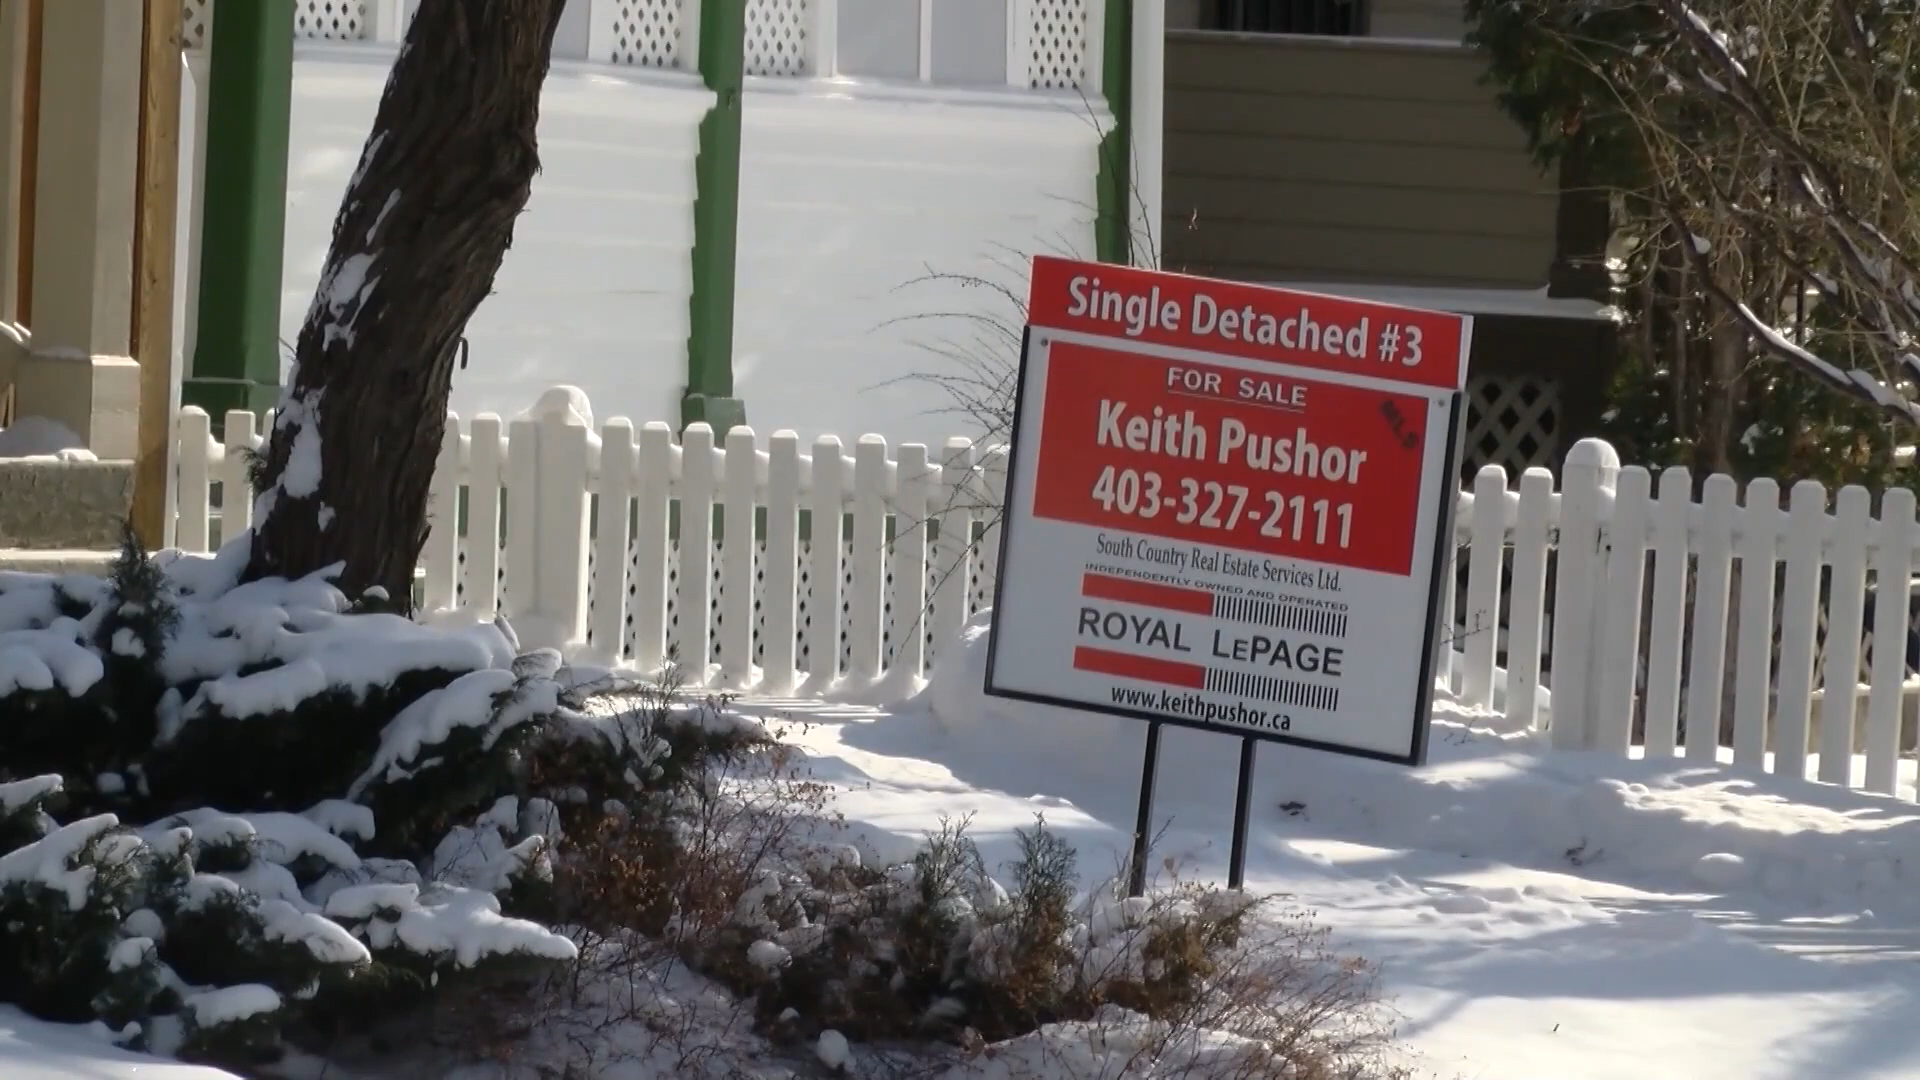 Single Detached #3
FOR SALE
MLS
Keith Pushor
403-327-2111
South Country Real Estate Services Ltd.
INDEPENDENTLY OWNED AND OPERATED
ROYAL LEPAGE
www.keithpushor.ca